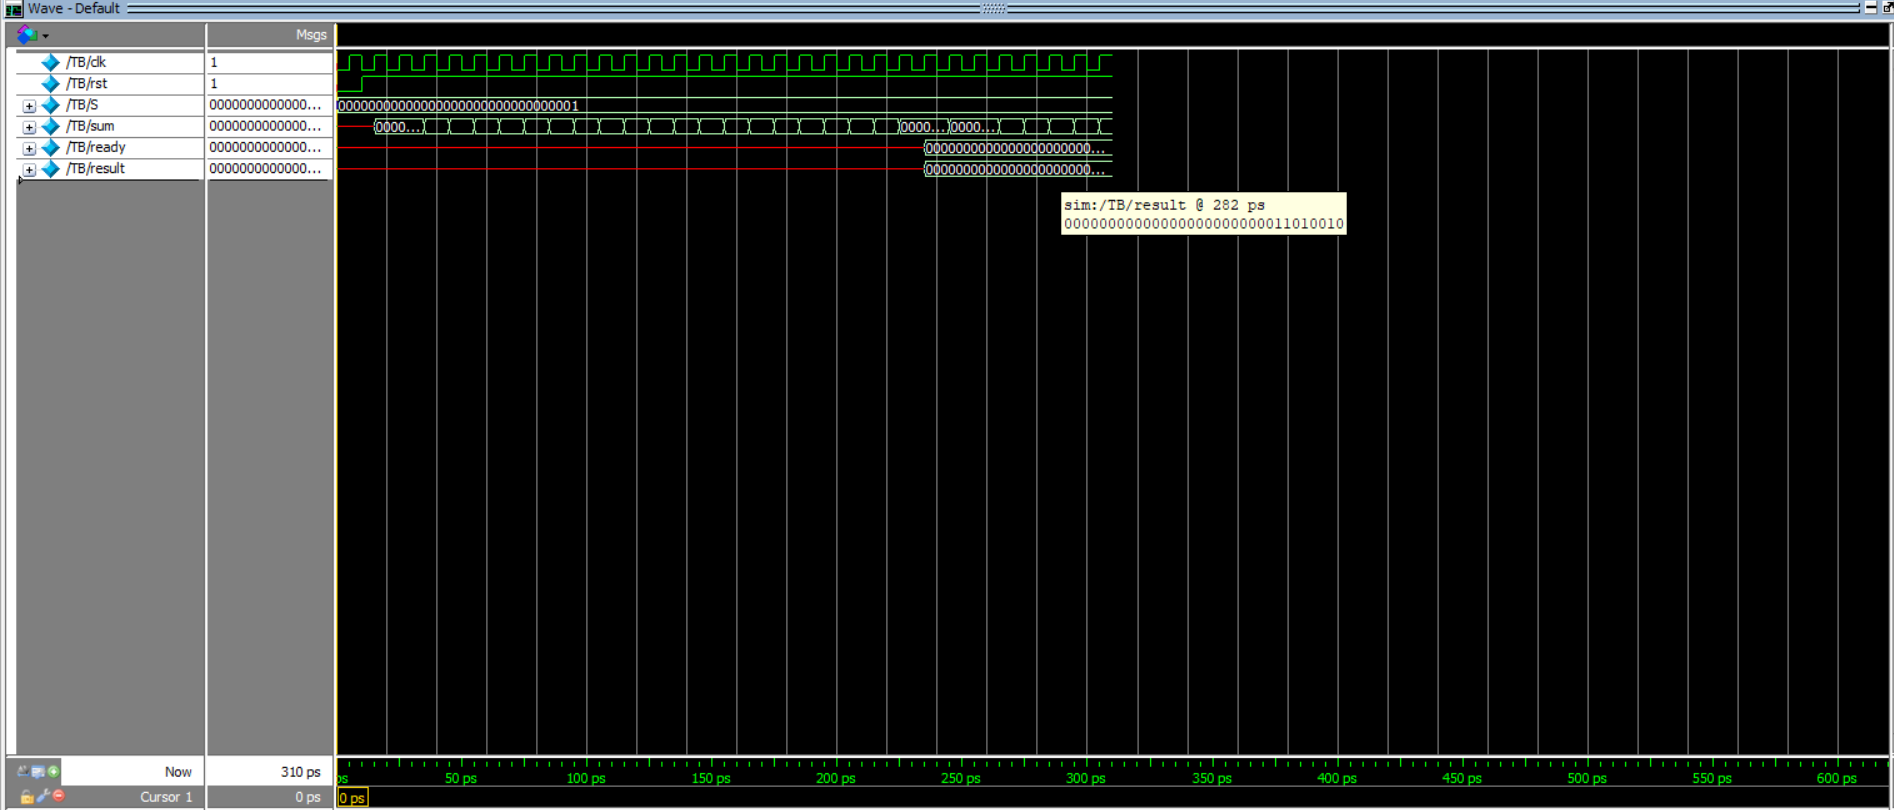 Wave - Default
Msgs
/TB/clk 1
/TB/rst 1
/TB/S 0000000000000... 00000000000000000000000000000001
/TB/sum 0000000000000... 0000... 0000... 0000...
/TB/ready 0000000000000... 0000000000000000000000...
/TB/result 0000000000000... 0000000000000000000000...
sim:/TB/result @ 282 ps
00000000000000000000000011010010
Now 310 ps ps 50 ps 100 ps 150 ps 200 ps 250 ps 300 ps 350 ps 400 ps 450 ps 500 ps 550 ps 600 ps
Cursor 1 0 ps 0 ps